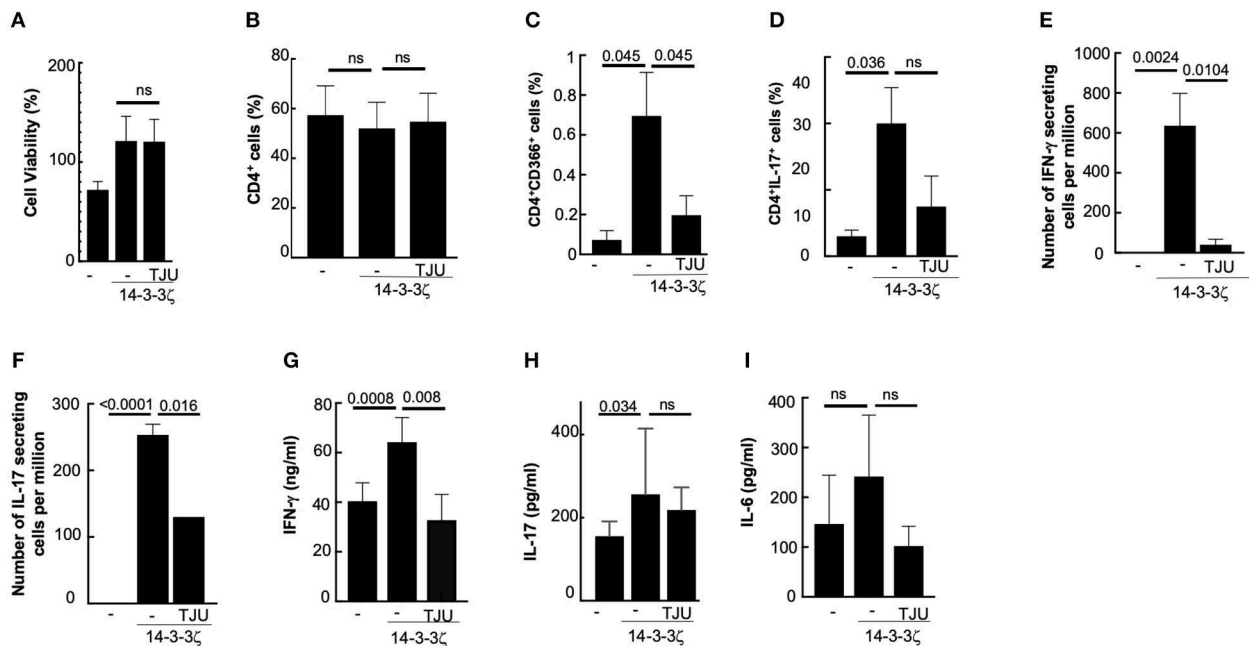 A
Cell Viability (%)
200
100
0
ns
-
-
TJU
14-3-3ζ
B
CD4⁺ cells (%)
80
60
40
20
0
ns
ns
-
-
TJU
14-3-3ζ
C
CD4⁺CD366⁺ cells (%)
1
0.8
0.6
0.4
0.2
0
0.045
0.045
-
-
TJU
14-3-3ζ
D
CD4⁺IL-17⁺ cells (%)
40
30
20
10
0
0.036
ns
-
-
TJU
14-3-3ζ
E
Number of IFN-γ secreting
cells per million
1000
800
600
400
200
0
0.0024
0.0104
-
-
TJU
14-3-3ζ
F
Number of IL-17 secreting
cells per million
300
200
100
0
<0.0001
0.016
-
-
TJU
14-3-3ζ
G
IFN-γ (ng/ml)
80
60
40
20
0
0.0008
0.008
-
-
TJU
14-3-3ζ
H
IL-17 (pg/ml)
400
200
0
0.034
ns
-
-
TJU
14-3-3ζ
I
IL-6 (pg/ml)
400
300
200
100
0
ns
ns
-
-
TJU
14-3-3ζ